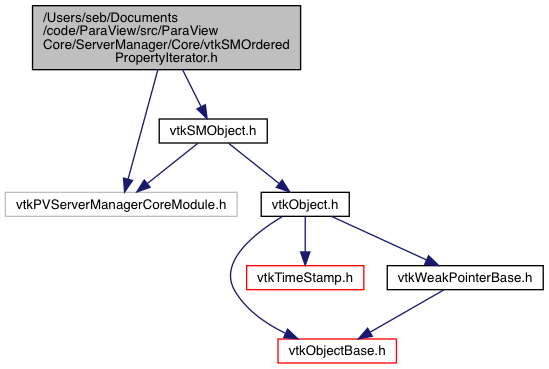 /Users/seb/Documents
/code/ParaView/src/ParaView
Core/ServerManager/Core/vtkSMOrdered
PropertyIterator.h
vtkSMObject.h
vtkPVServerManagerCoreModule.h
vtkObject.h
vtkTimeStamp.h
vtkWeakPointerBase.h
vtkObjectBase.h